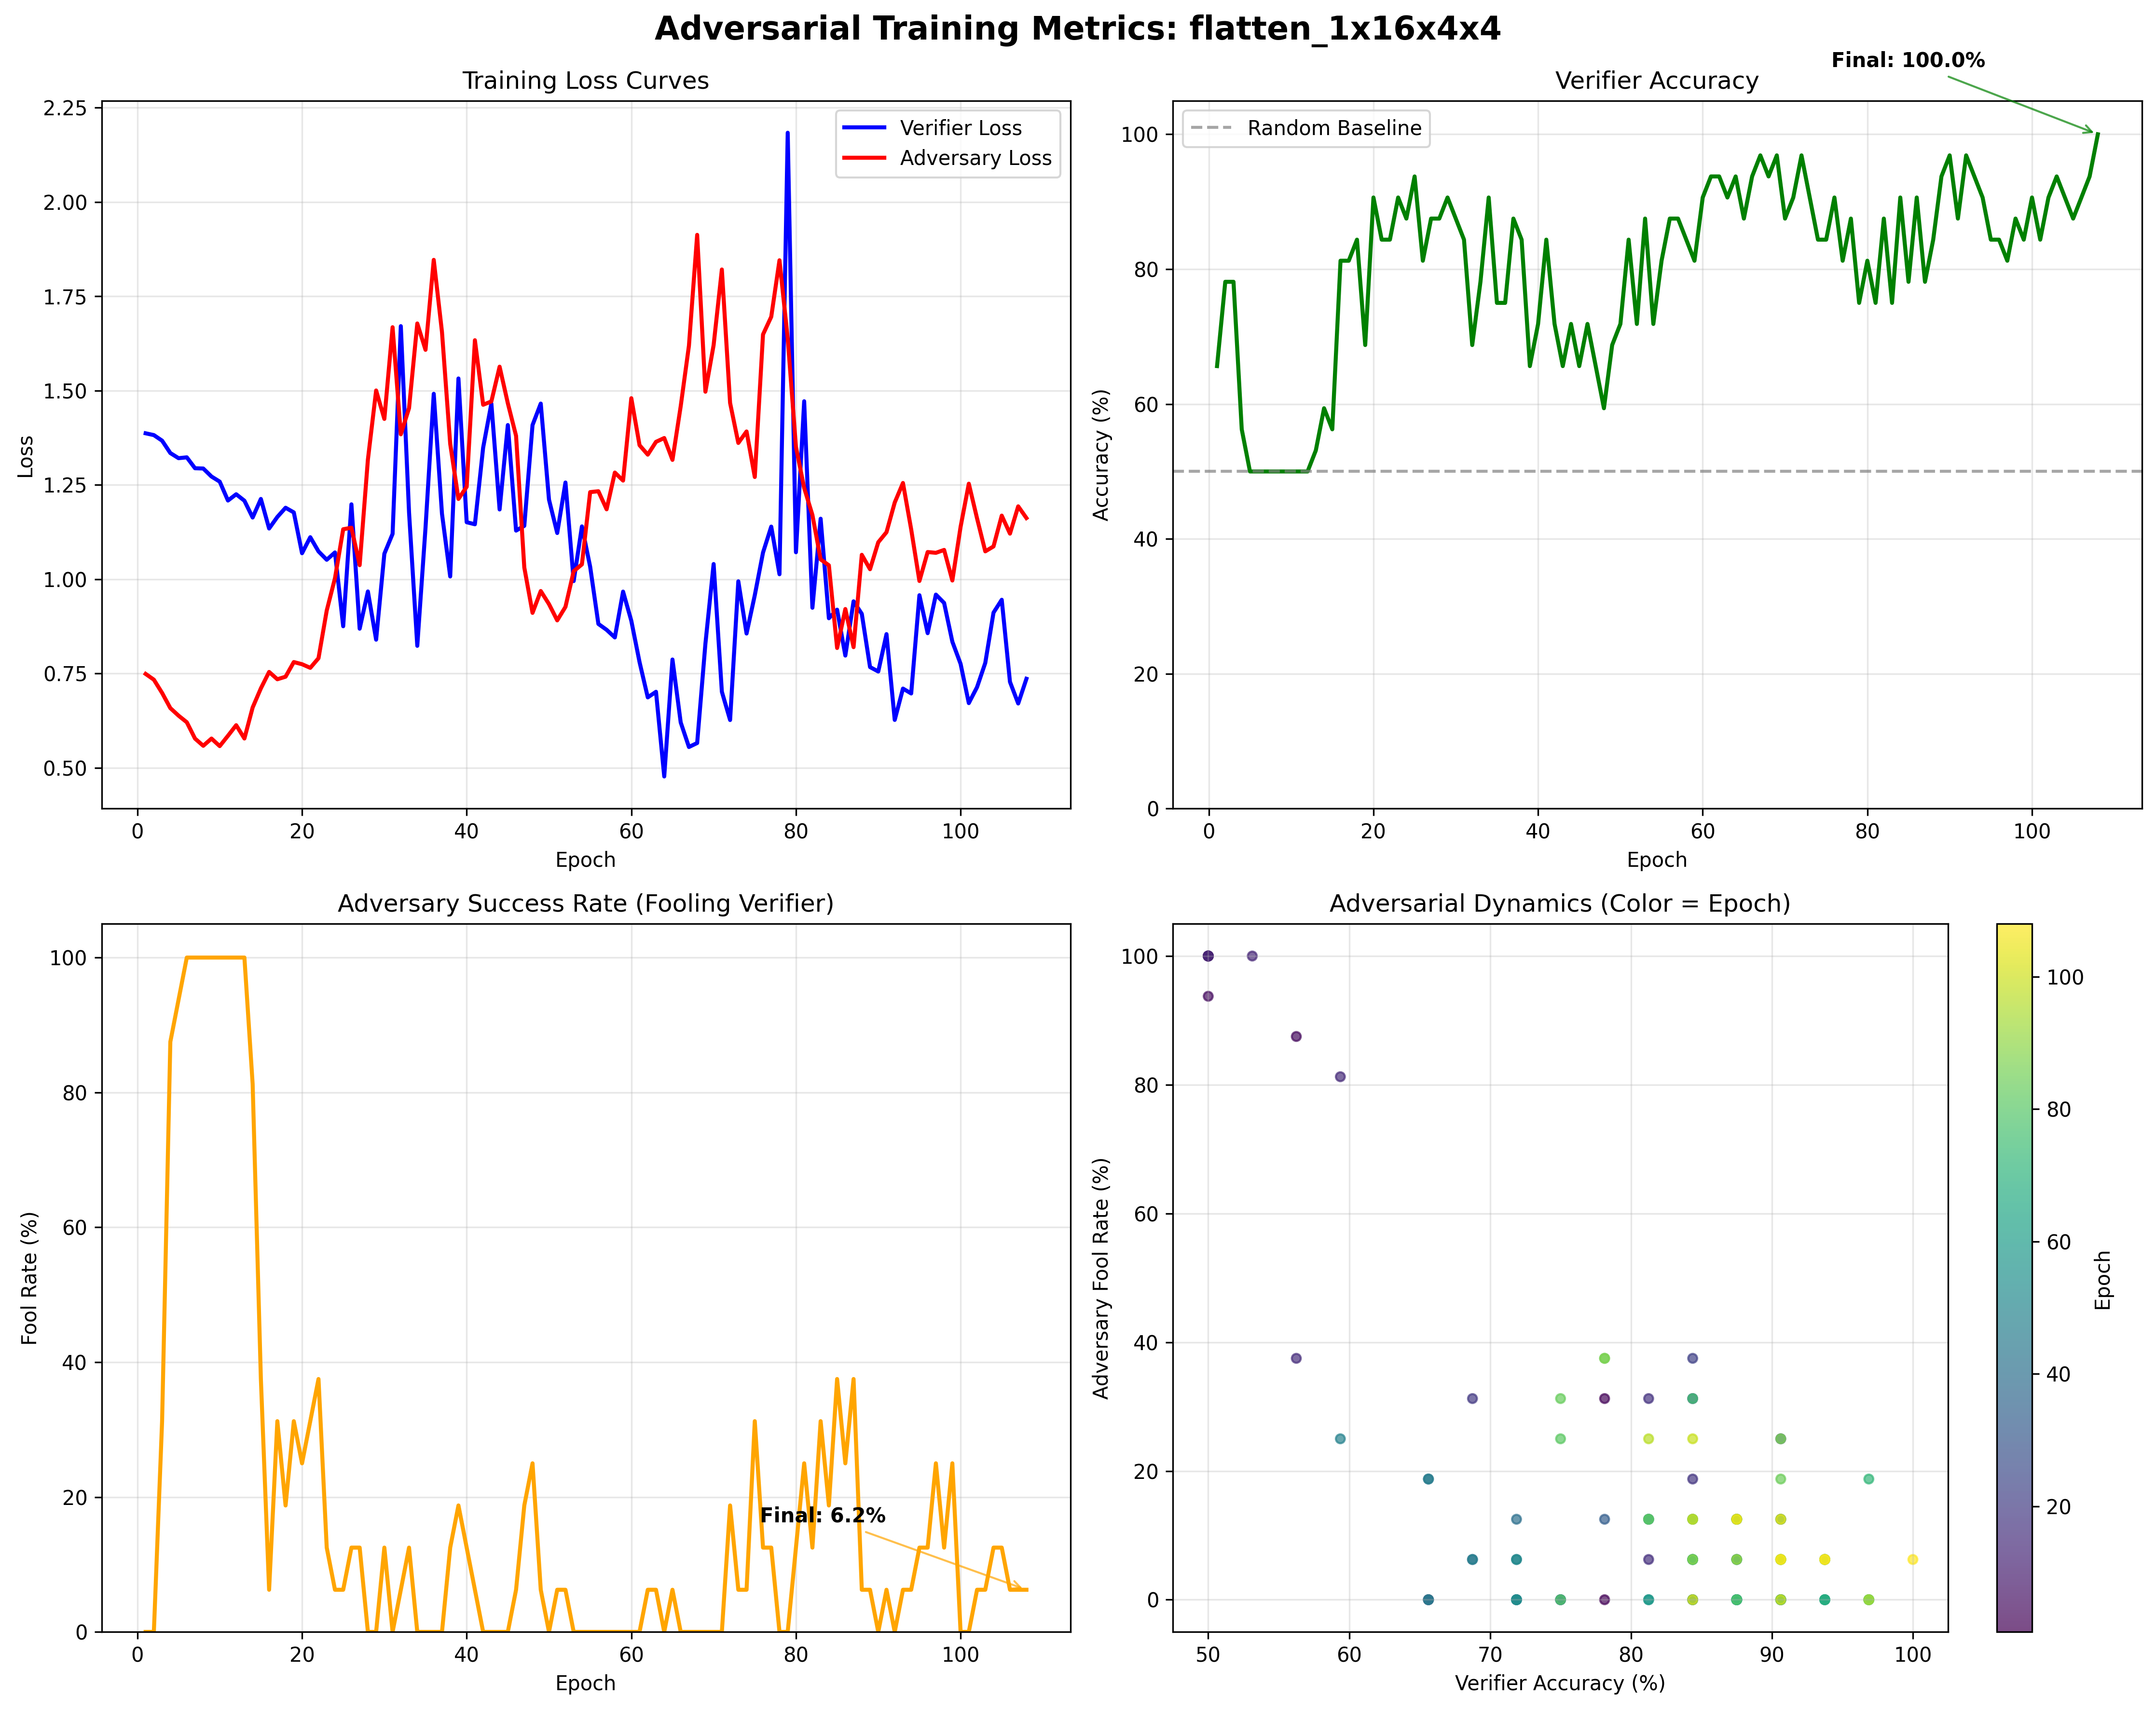 Adversarial Training Metrics: flatten_1x16x4x4
Training Loss Curves
Verifier Loss
Adversary Loss
2.25
2.00
1.75
1.50
1.25
1.00
0.75
0.50
Loss
0 20 40 60 80 100
Epoch
Verifier Accuracy
Final: 100.0%
Random Baseline
100
80
60
40
20
0
Accuracy (%)
0 20 40 60 80 100
Epoch
Adversary Success Rate (Fooling Verifier)
100
80
60
40
20
0
Fool Rate (%)
Final: 6.2%
0 20 40 60 80 100
Epoch
Adversarial Dynamics (Color = Epoch)
100
80
60
40
20
0
Adversary Fool Rate (%)
50 60 70 80 90 100
Verifier Accuracy (%)
100
80
60
40
20
Epoch